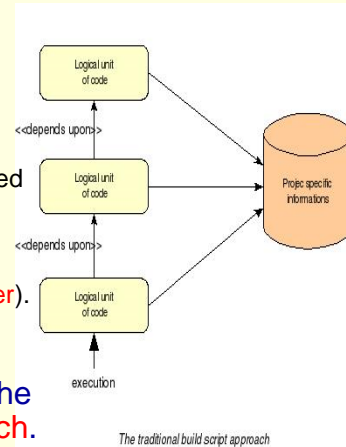 Logical unit
of code
<<depends upon>>
ed
Logical unit
of code
Projec specific
informations
<<depends upon>>
er).
Logical unit
of code
execution
he
ch.
The traditional build script approach